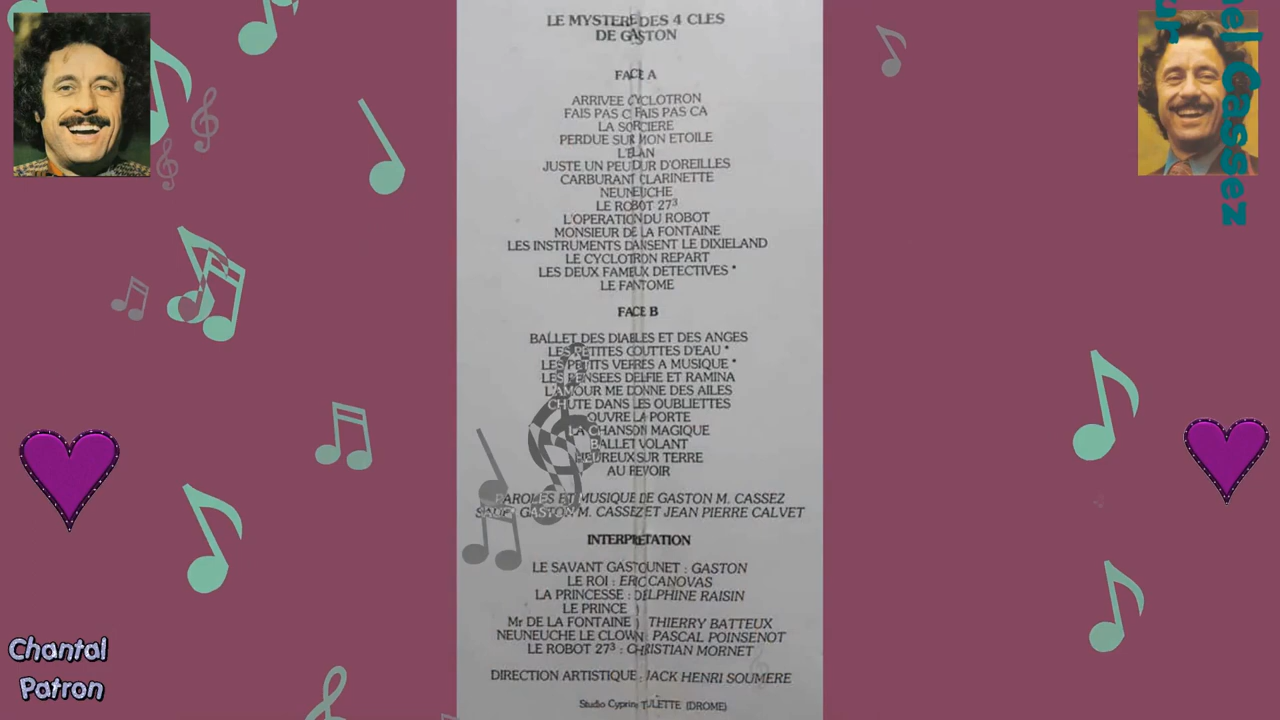 LE MYSTERE DES 4 CLES
DE GASTON
FACE A
ARRIVEE CYCLOTRON
FAIS PAS C FAIS PAS CA
LA SORCIERE
PERDUE SUR MON ETOILE
L'ELAN
JUSTE UN PEU DUR D'OREILLES
CARBURANT CLARINETTE
NEUNEUCHE
LE ROBOT 27³
L'OPERATION DU ROBOT
MONSIEUR DE LA FONTAINE
LES INSTRUMENTS DANSENT LE DIXIELAND
LE CYCLOTRON REPART
LES DEUX FAMEUX DETECTIVES *
LE FANTOME
FACE B
BALLET DES DIABLES ET DES ANGES
LES PETITES GOUTTES D'EAU *
LES PETITS VERRES A MUSIQUE *
LES PENSEES DELFIE ET RAMINA
L'AMOUR ME DONNE DES AILES
CHUTE DANS LES OUBLIETTES
OUVRE LA PORTE
LA CHANSON MAGIQUE
BALLET VOLANT
HEUREUX SUR TERRE
AU REVOIR
PAROLES ET MUSIQUE DE GASTON M. CASSEZ
GASTON M. CASSEZ ET JEAN PIERRE CALVET
INTERPRETATION
LE SAVANT GASTOUNET : GASTON
LE ROI : ERIC CANOVAS
LA PRINCESSE : DELPHINE RAISIN
LE PRINCE )
Mr DE LA FONTAINE ) THIERRY BATTEUX
NEUNEUCHE LE CLOWN : PASCAL POINSENOT
LE ROBOT 27³ : CHRISTIAN MORNET
DIRECTION ARTISTIQUE : JACK HENRI SOUMERE
Studio Cyprine TULETTE (DROME)
Cassez
Chantal
Patron